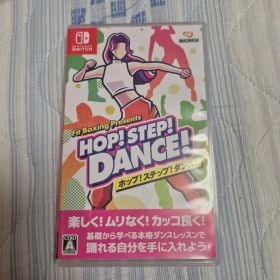 NINTENDO
SWITCH
IMAGINEER
Fit Boxing Presents
HOP! STEP!
DANCE!
ホップ!ステップ!ダンス!
楽しく!ムリなく!カッコ良く!
基礎から学べる本格ダンスレッスンで
踊れる自分を手に入れよう
A